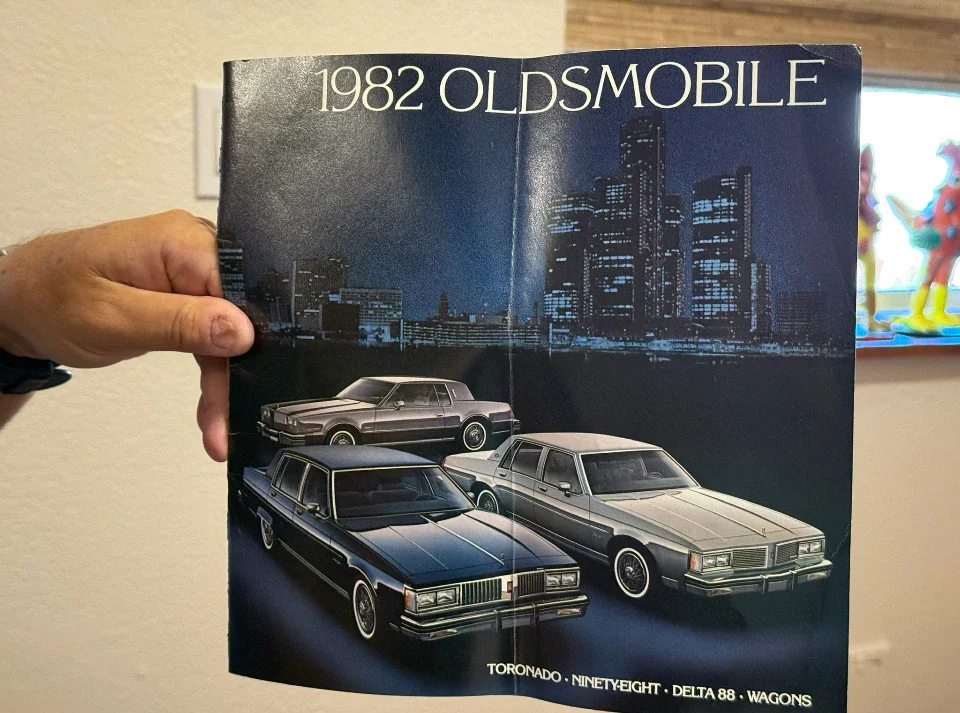 1982 OLDSMOBILE
TORONADO · NINETY-EIGHT · DELTA 88 · WAGONS